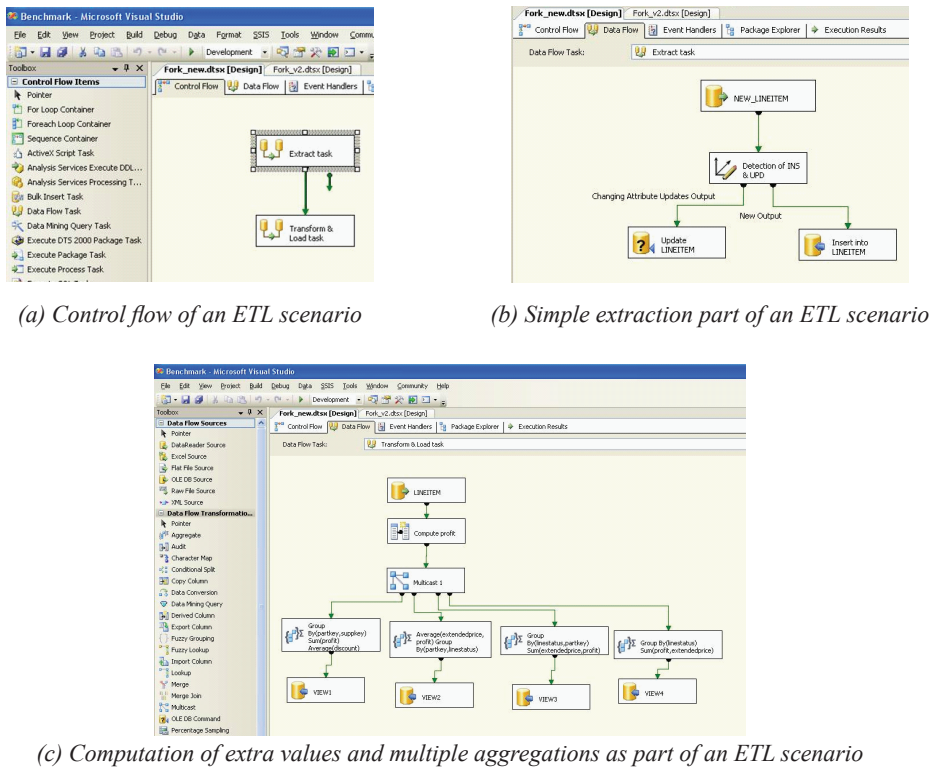 Benchmark - Microsoft Visual Studio
File Edit View Project Build Debug Data Format SSIS Tools Window Commu
Development
Toolbox
Control Flow Items
Pointer
For Loop Container
Foreach Loop Container
Sequence Container
ActiveX Script Task
Analysis Services Execute DDL...
Analysis Services Processing T...
Bulk Insert Task
Data Flow Task
Data Mining Query Task
Execute DTS 2000 Package Task
Execute Package Task
Execute Process Task
Fork_new.dtsx [Design] Fork_v2.dtsx [Design]
Control Flow Data Flow Event Handlers
Extract task
Transform &
Load task
(a) Control flow of an ETL scenario
Fork_new.dtsx [Design] Fork_v2.dtsx [Design]
Control Flow Data Flow Event Handlers Package Explorer Execution Results
Data Flow Task: Extract task
NEW_LINEITEM
Detection of INS
& UPD
Changing Attribute Updates Output
New Output
Update
LINEITEM
Insert into
LINEITEM
(b) Simple extraction part of an ETL scenario
Benchmark - Microsoft Visual Studio
File Edit View Project Build Debug Data SSIS Tools Window Community Help
Development
Toolbox
Data Flow Sources
Pointer
DataReader Source
Excel Source
Flat File Source
OLE DB Source
Raw File Source
XML Source
Data Flow Transformatio...
Pointer
Aggregate
Audit
Character Map
Conditional Split
Copy Column
Data Conversion
Data Mining Query
Derived Column
Export Column
Fuzzy Grouping
Fuzzy Lookup
Import Column
Lookup
Merge
Merge Join
Multicast
OLE DB Command
Percentage Sampling
Fork_new.dtsx [Design] Fork_v2.dtsx [Design]
Control Flow Data Flow Event Handlers Package Explorer Execution Results
Data Flow Task: Transform & Load task
LINEITEM
Compute profit
Multicast 1
Group
By(partkey,suppkey)
Sum(profit)
Average(discount)
Average(extendedprice,
profit) Group
By(partkey,linestatus)
Group
By(linestatus,partkey)
Sum(extendedprice,profit)
Group By(linestatus)
Sum(profit,extendedprice)
VIEW1
VIEW2
VIEW3
VIEW4
(c) Computation of extra values and multiple aggregations as part of an ETL scenario